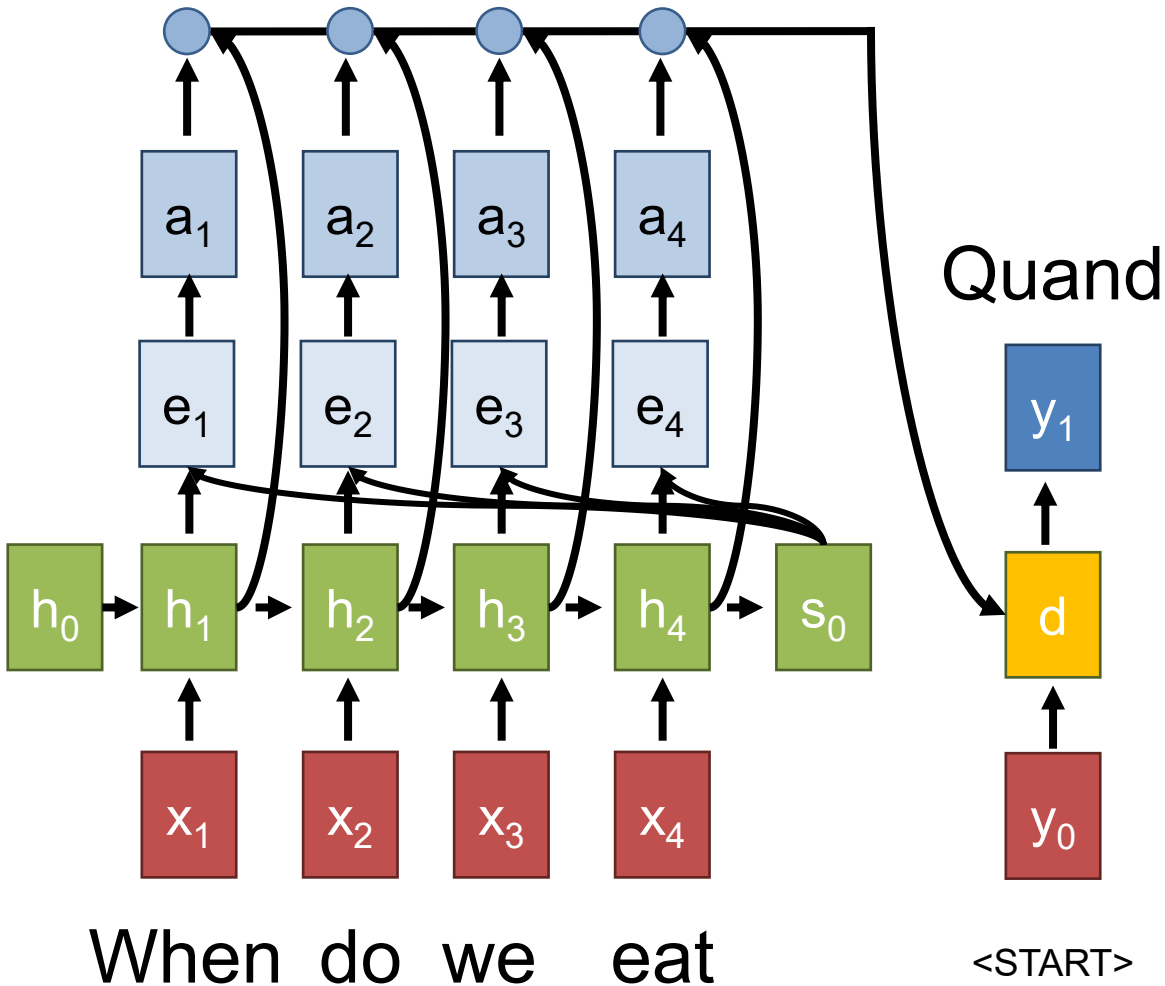 a₁ a₂ a₃ a₄
Quand
e₁ e₂ e₃ e₄ y₁
h₀ h₁ h₂ h₃ h₄ s₀ d
x₁ x₂ x₃ x₄ y₀
When do we eat <START>